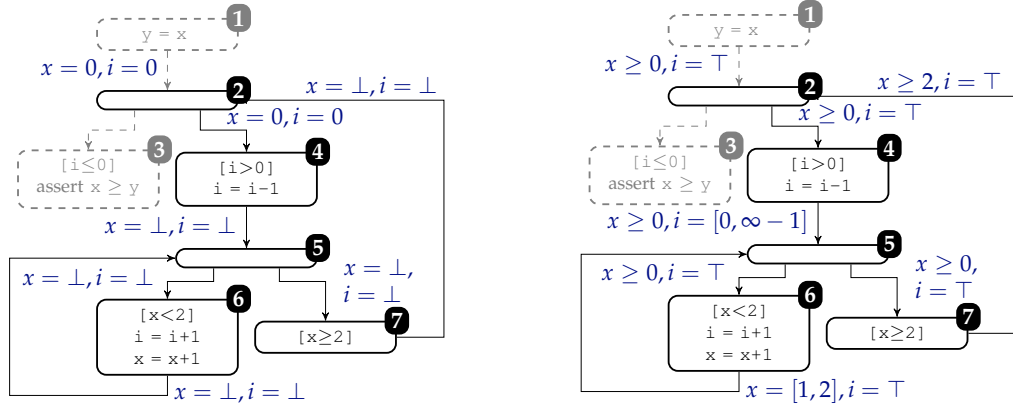 1
y = x
x = 0, i = 0
2
x = ⊥, i = ⊥
x = 0, i = 0
3
[i≤0]
assert x ≥ y
4
[i>0]
i = i-1
x = ⊥, i = ⊥
5
x = ⊥, i = ⊥
x = ⊥,
i = ⊥
6
[x<2]
i = i+1
x = x+1
7
[x≥2]
x = ⊥, i = ⊥
1
y = x
x ≥ 0, i = ⊤
2
x ≥ 2, i = ⊤
x ≥ 0, i = ⊤
3
[i≤0]
assert x ≥ y
4
[i>0]
i = i-1
x ≥ 0, i = [0, ∞ − 1]
5
x ≥ 0, i = ⊤
x ≥ 0,
i = ⊤
6
[x<2]
i = i+1
x = x+1
7
[x≥2]
x = [1, 2], i = ⊤